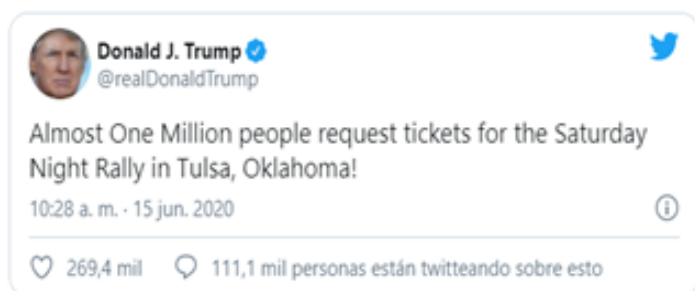 Donald J. Trump
@realDonaldTrump
Almost One Million people request tickets for the Saturday
Night Rally in Tulsa, Oklahoma!
10:28 a. m. · 15 jun. 2020
269,4 mil 111,1 mil personas están twitteando sobre esto